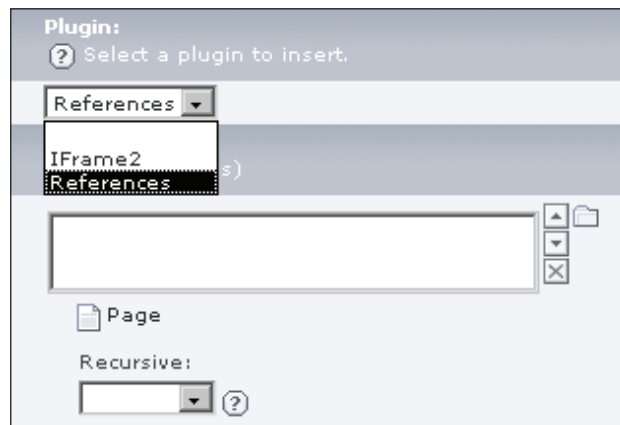 Plugin:
? Select a plugin to insert.
References
IFrame2
References
s)
Page
Recursive:
?